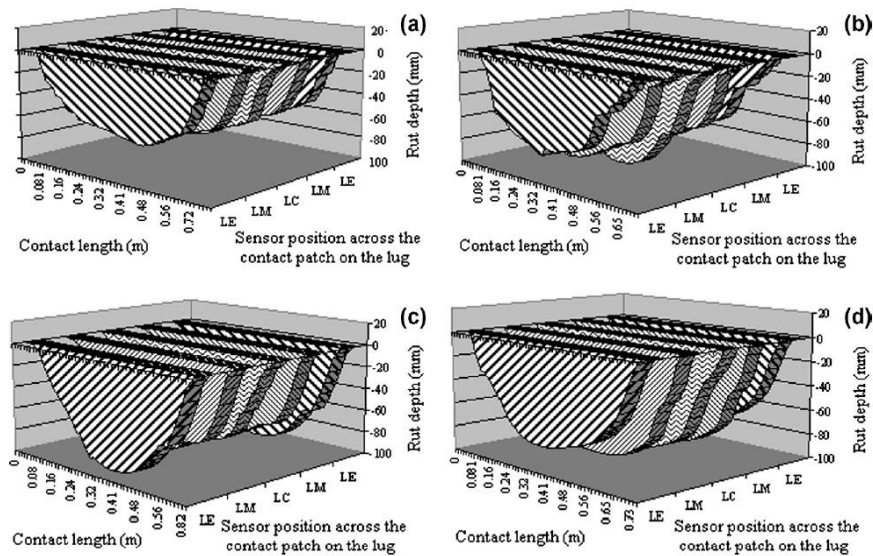 (a)
20
0
-20
-40
-60
-80
100
Rut depth (mm)
0
0.081
0.16
0.24
0.32
0.41
0.48
0.56
0.72
LE
LM
LC
LM
LE
Contact length (m)
Sensor position across the
contact patch on the lug
(b)
20
0
-20
-40
-60
-80
-100
Rut depth (mm)
0
0.081
0.16
0.24
0.32
0.41
0.48
0.56
0.65
LE
LM
LC
LM
LE
Contact length (m)
Sensor position across the
contact patch on the lug
(c)
20
0
-20
-40
-60
-80
100
Rut depth (mm)
0
0.08
0.16
0.24
0.32
0.41
0.48
0.56
0.82
LE
LM
LC
LM
LE
Contact length (m)
Sensor position across the
contact patch on the lug
(d)
20
0
-20
-40
-60
-80
-100
Rut depth (mm)
0
0.081
0.16
0.24
0.32
0.41
0.48
0.56
0.65
0.73
LE
LM
LC
LM
LE
Contact length (m)
Sensor position across the
contact patch on the lug